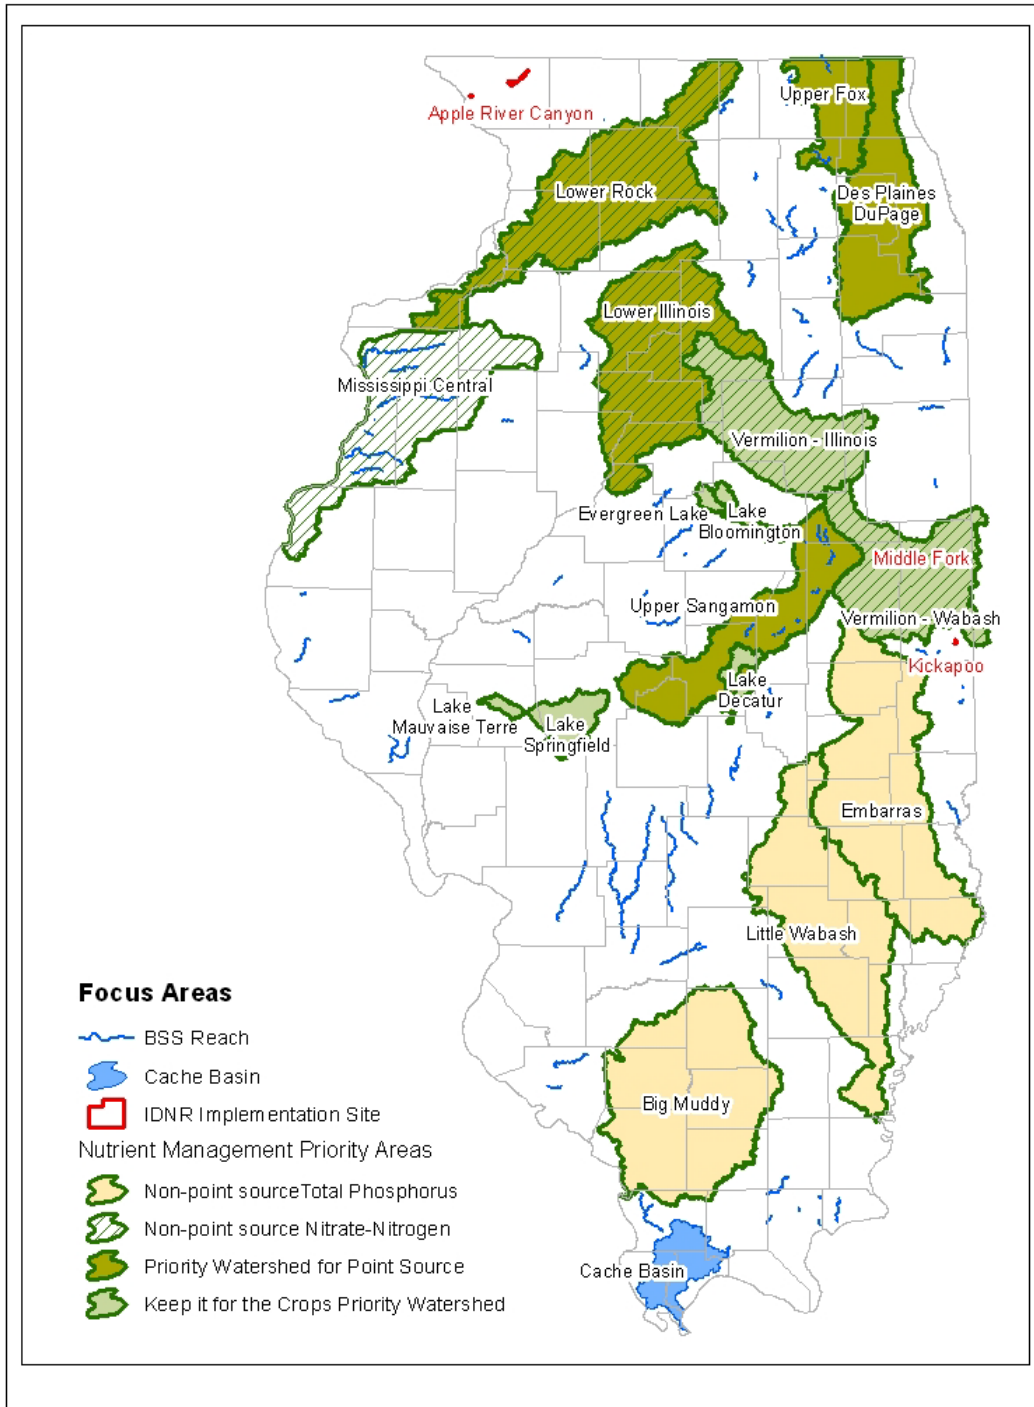 Upper Fox
Apple River Canyon
Lower Rock
Des Plaines
DuPage
Lower Illinois
Mississippi Central
Vermilion - Illinois
Evergreen Lake
Lake
Bloomington
Middle Fork
Upper Sangamon
Vermilion - Wabash
Kickapoo
Lake
Decatur
Lake
Mauvaise Terre
Lake
Springfield
Embarras
Little Wabash
Big Muddy
Cache Basin
Focus Areas
BSS Reach
Cache Basin
IDNR Implementation Site
Nutrient Management Priority Areas
Non-point sourceTotal Phosphorus
Non-point source Nitrate-Nitrogen
Priority Watershed for Point Source
Keep it for the Crops Priority Watershed